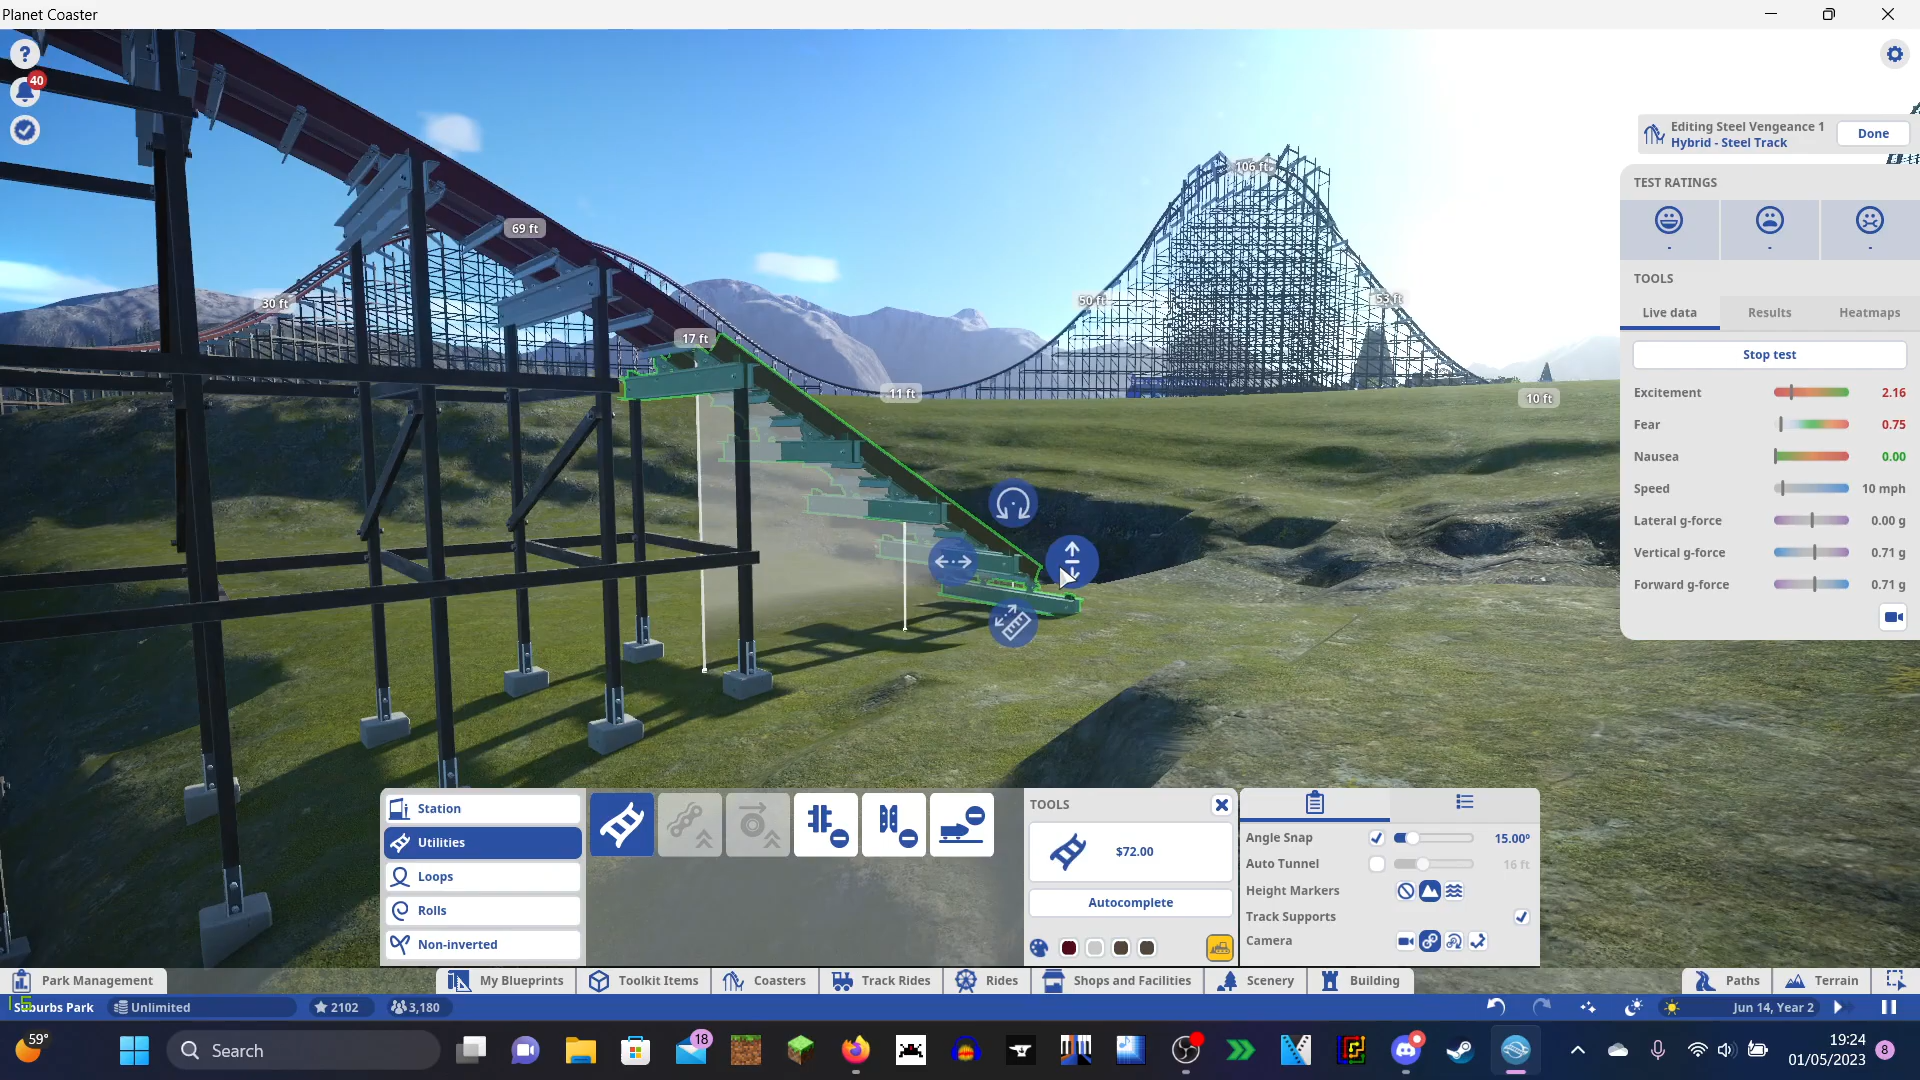 Planet Coaster
40
Editing Steel Vengeance 1
Hybrid - Steel Track
Done
TEST RATINGS
-
-
-
TOOLS
Live data
Results
Heatmaps
Stop test
Excitement
2.16
Fear
0.75
Nausea
0.00
Speed
10 mph
Lateral g-force
0.00 g
Vertical g-force
0.71 g
Forward g-force
0.71 g
106 ft
69 ft
30 ft
50 ft
53 ft
17 ft
11 ft
10 ft
Station
Utilities
Loops
Rolls
Non-inverted
TOOLS
$72.00
Autocomplete
Angle Snap
15.00°
Auto Tunnel
16 ft
Height Markers
Track Supports
Camera
Park Management
My Blueprints
Toolkit Items
Coasters
Track Rides
Rides
Shops and Facilities
Scenery
Building
Paths
Terrain
15
Suburbs Park
Unlimited
2102
3,180
Jun 14, Year 2
59°
Search
18
19:24
01/05/2023
8